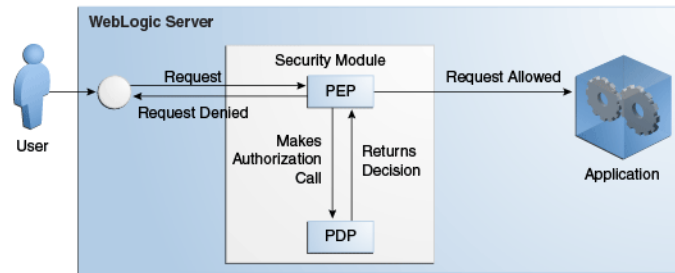 WebLogic Server
Security Module
Request
PEP
Request Allowed
Request Denied
User
Makes
Authorization
Call
Returns
Decision
Application
PDP